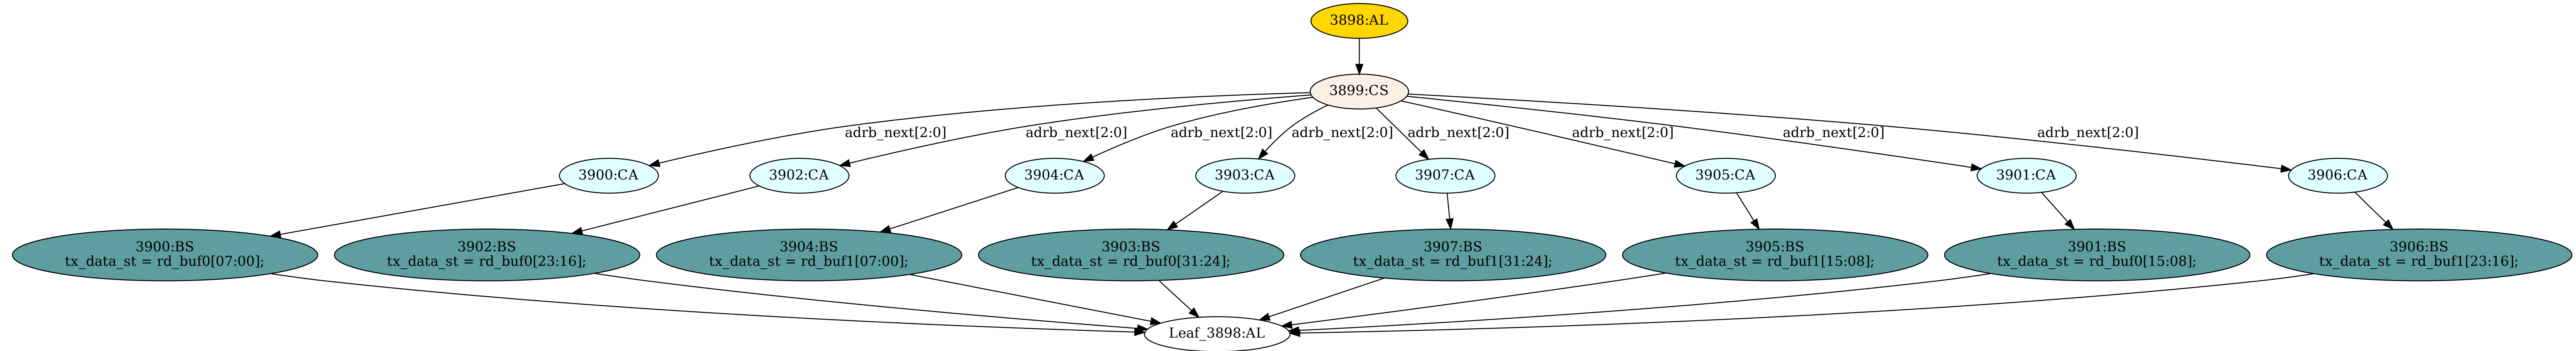 3898:AL
3899:CS
adrb_next[2:0]
adrb_next[2:0]
adrb_next[2:0]
adrb_next[2:0]
adrb_next[2:0]
adrb_next[2:0]
adrb_next[2:0]
adrb_next[2:0]
3900:CA
3902:CA
3904:CA
3903:CA
3907:CA
3905:CA
3901:CA
3906:CA
3900:BS
tx_data_st = rd_buf0[07:00];
3902:BS
tx_data_st = rd_buf0[23:16];
3904:BS
tx_data_st = rd_buf1[07:00];
3903:BS
tx_data_st = rd_buf0[31:24];
3907:BS
tx_data_st = rd_buf1[31:24];
3905:BS
tx_data_st = rd_buf1[15:08];
3901:BS
tx_data_st = rd_buf0[15:08];
3906:BS
tx_data_st = rd_buf1[23:16];
Leaf_3898:AL